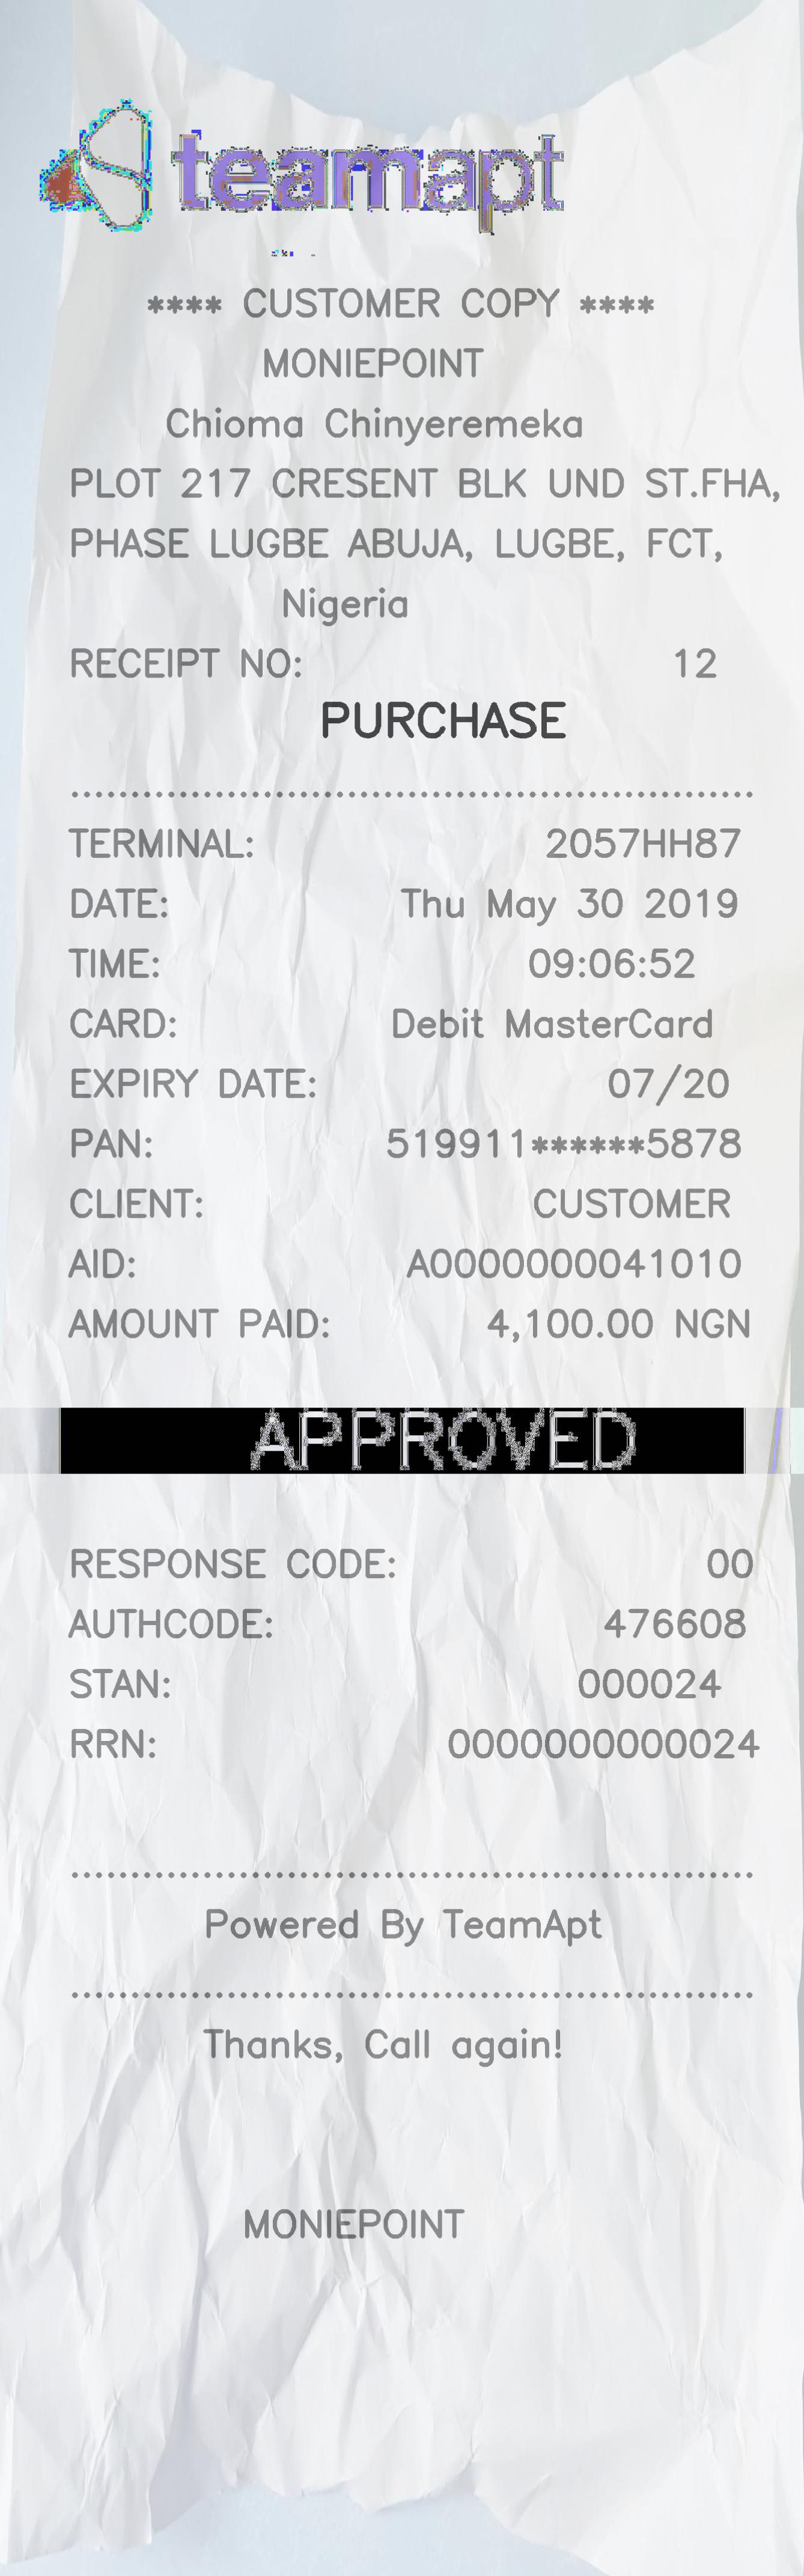 teamapt
**** CUSTOMER COPY ****
MONIEPOINT
Chioma Chinyeremeka
PLOT 217 CRESENT BLK UND ST.FHA,
PHASE LUGBE ABUJA, LUGBE, FCT,
Nigeria
RECEIPT NO: 12
PURCHASE
TERMINAL: 2057HH87
DATE: Thu May 30 2019
TIME: 09:06:52
CARD: Debit MasterCard
EXPIRY DATE: 07/20
PAN: 519911******5878
CLIENT: CUSTOMER
AID: A0000000041010
AMOUNT PAID: 4,100.00 NGN
APPROVED
RESPONSE CODE: 00
AUTHCODE: 476608
STAN: 000024
RRN: 0000000000024
Powered By TeamApt
Thanks, Call again!
MONIEPOINT